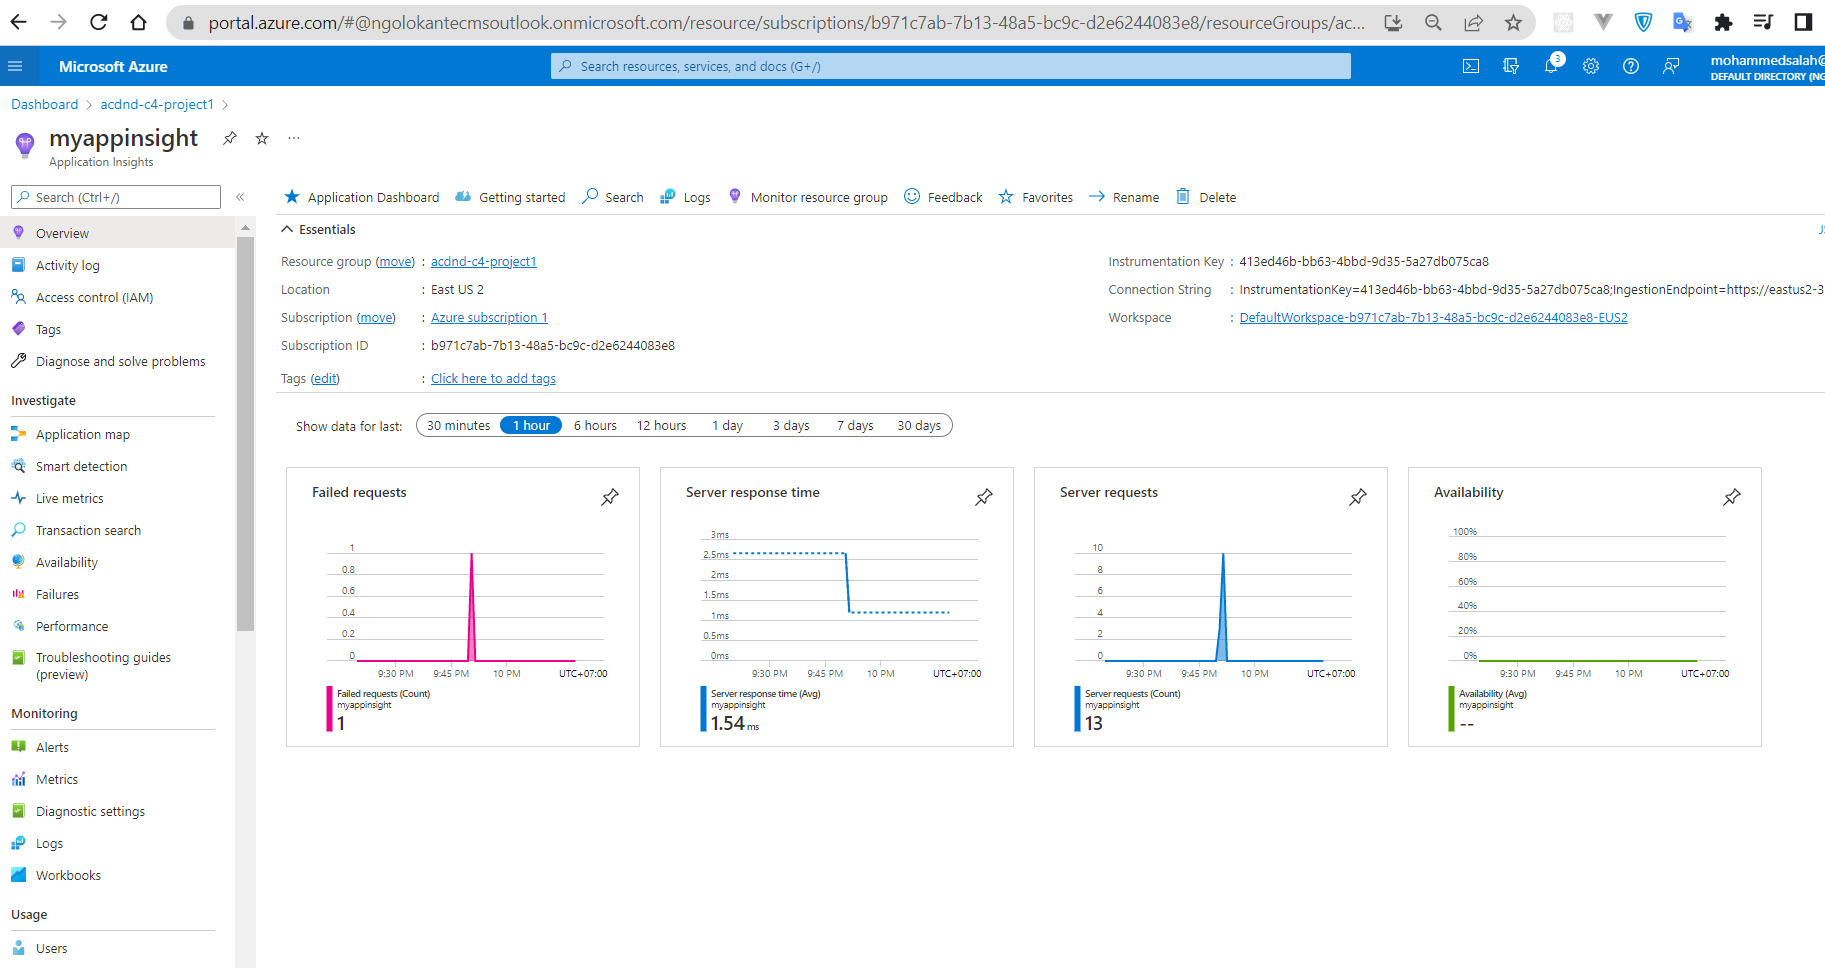 portal.azure.com/#@ngolokantecmsoutlook.onmicrosoft.com/resource/subscriptions/b971c7ab-7b13-48a5-bc9c-d2e6244083e8/resourceGroups/ac...
Microsoft Azure
Search resources, services, and docs (G+/)
3
mohammedsalah@
DEFAULT DIRECTORY (NG
Dashboard > acdnd-c4-project1 >
myappinsight
Application Insights
Search (Ctrl+/)
«
Overview
Activity log
Access control (IAM)
Tags
Diagnose and solve problems
Investigate
Application map
Smart detection
Live metrics
Transaction search
Availability
Failures
Performance
Troubleshooting guides
(preview)
Monitoring
Alerts
Metrics
Diagnostic settings
Logs
Workbooks
Usage
Users
Application Dashboard Getting started Search Logs Monitor resource group Feedback Favorites Rename Delete
Essentials
JS
Resource group (move) : acdnd-c4-project1
Location : East US 2
Subscription (move) : Azure subscription 1
Subscription ID : b971c7ab-7b13-48a5-bc9c-d2e6244083e8
Tags (edit) : Click here to add tags
Instrumentation Key : 413ed46b-bb63-4bbd-9d35-5a27db075ca8
Connection String : InstrumentationKey=413ed46b-bb63-4bbd-9d35-5a27db075ca8;IngestionEndpoint=https://eastus2-3
Workspace : DefaultWorkspace-b971c7ab-7b13-48a5-bc9c-d2e6244083e8-EUS2
Show data for last: 30 minutes 1 hour 6 hours 12 hours 1 day 3 days 7 days 30 days
Failed requests
1
0.8
0.6
0.4
0.2
0
9:30 PM 9:45 PM 10 PM UTC+07:00
Failed requests (Count)
myappinsight
1
Server response time
3ms
2.5ms
2ms
1.5ms
1ms
0.5ms
0ms
9:30 PM 9:45 PM 10 PM UTC+07:00
Server response time (Avg)
myappinsight
1.54 ms
Server requests
10
8
6
4
2
0
9:30 PM 9:45 PM 10 PM UTC+07:00
Server requests (Count)
myappinsight
13
Availability
100%
80%
60%
40%
20%
0%
9:30 PM 9:45 PM 10 PM UTC+07:00
Availability (Avg)
myappinsight
--